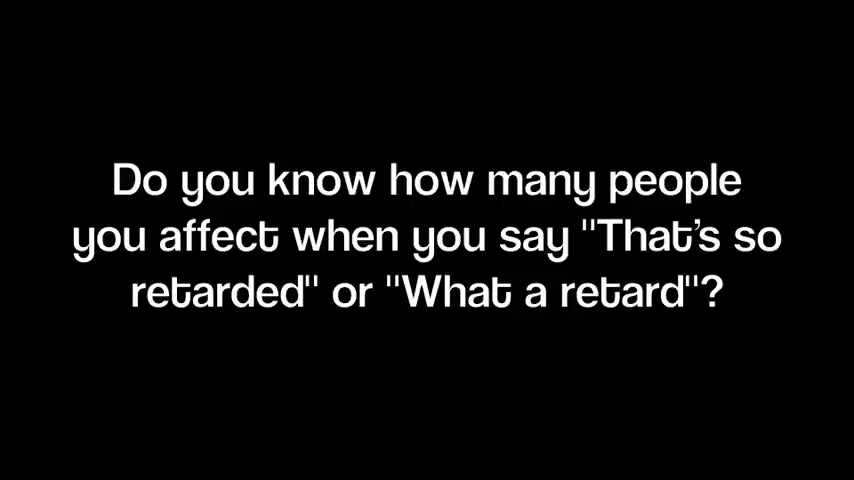 Do you know how many people
you affect when you say "That's so
retarded" or "What a retard"?